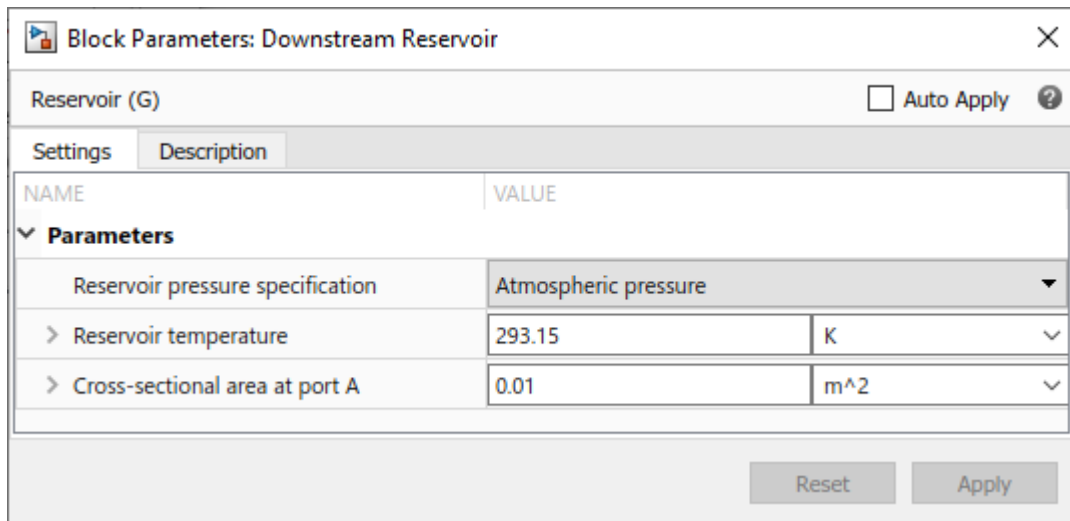 Block Parameters: Downstream Reservoir
Reservoir (G) Auto Apply
Settings Description
NAME VALUE
Parameters
Reservoir pressure specification Atmospheric pressure
Reservoir temperature 293.15 K
Cross-sectional area at port A 0.01 m^2
Reset Apply